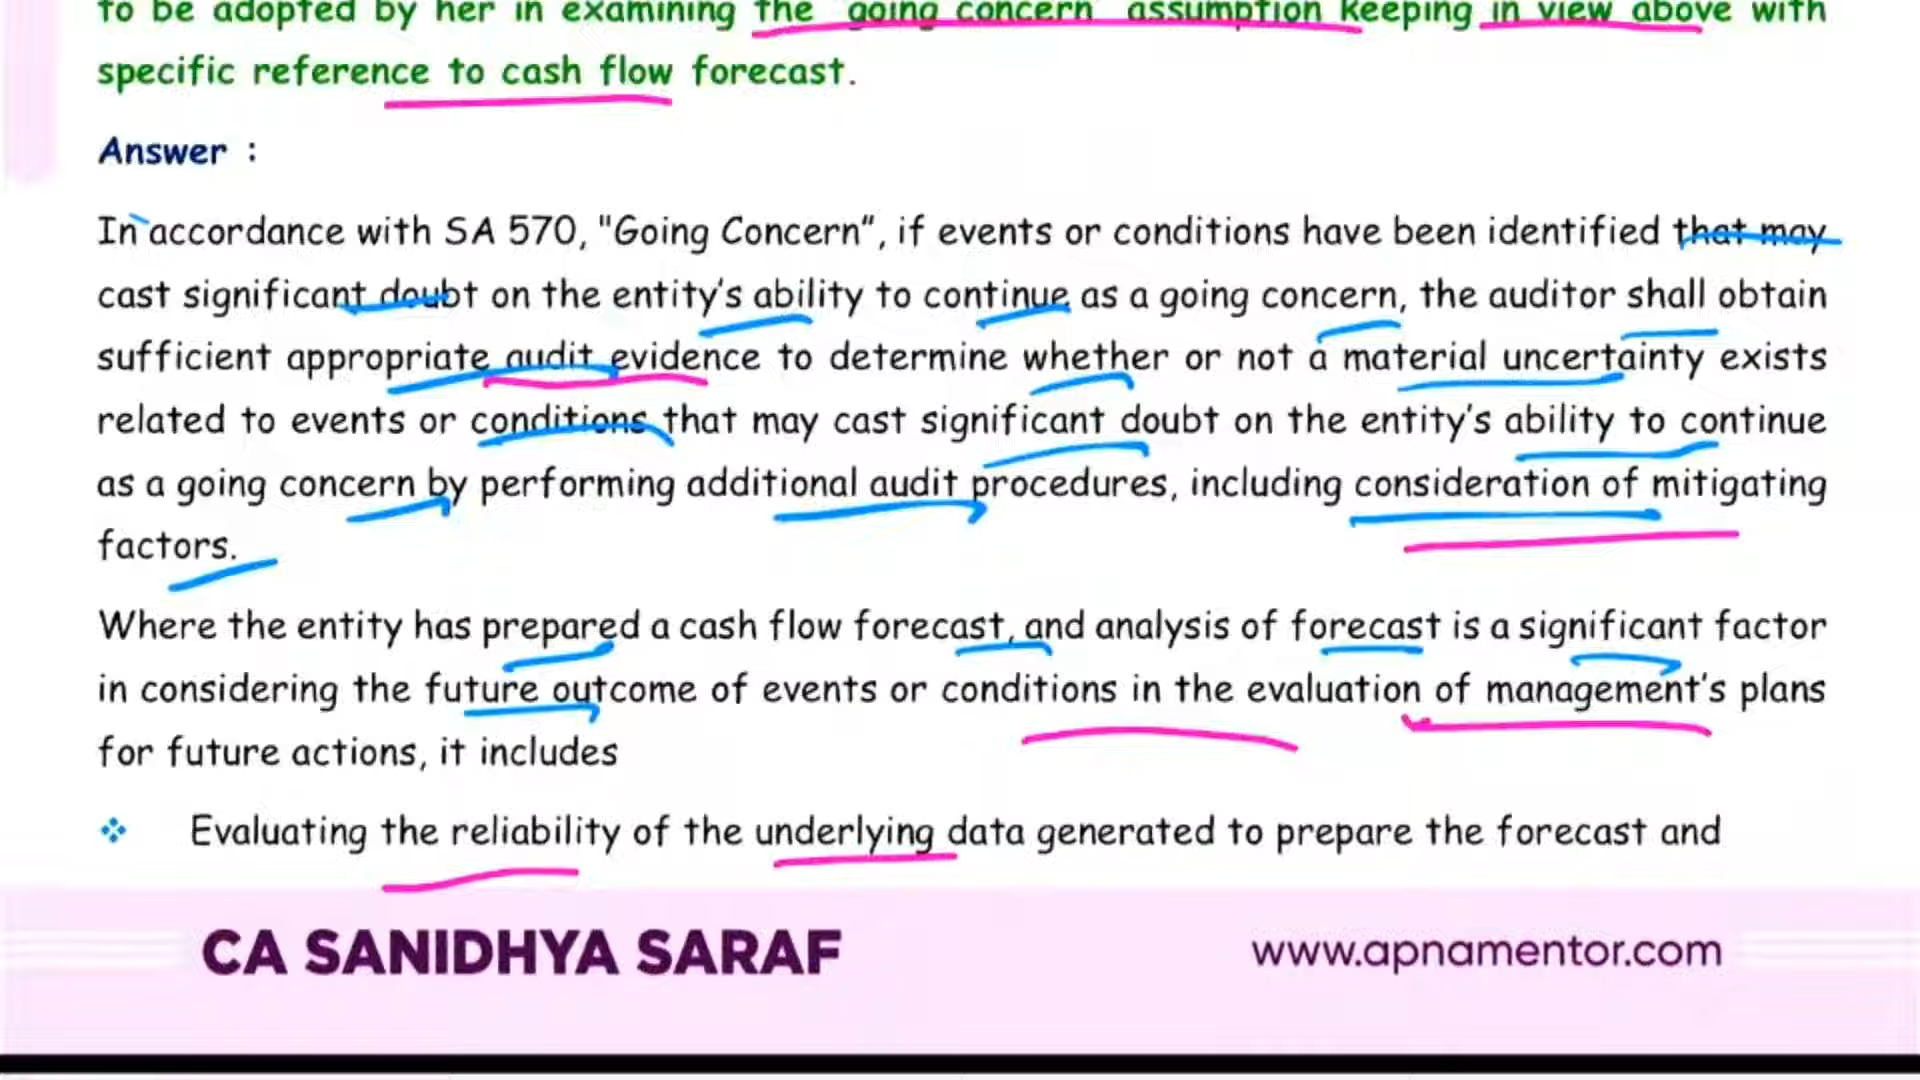 to be adopted by her in examining the "going concern" assumption keeping in view above with
specific reference to cash flow forecast.
Answer :
In accordance with SA 570, "Going Concern”, if events or conditions have been identified that may
cast significant doubt on the entity’s ability to continue as a going concern, the auditor shall obtain
sufficient appropriate audit evidence to determine whether or not a material uncertainty exists
related to events or conditions that may cast significant doubt on the entity’s ability to continue
as a going concern by performing additional audit procedures, including consideration of mitigating
factors.
Where the entity has prepared a cash flow forecast, and analysis of forecast is a significant factor
in considering the future outcome of events or conditions in the evaluation of management’s plans
for future actions, it includes
❖ Evaluating the reliability of the underlying data generated to prepare the forecast and
CA SANIDHYA SARAF
www.apnamentor.com